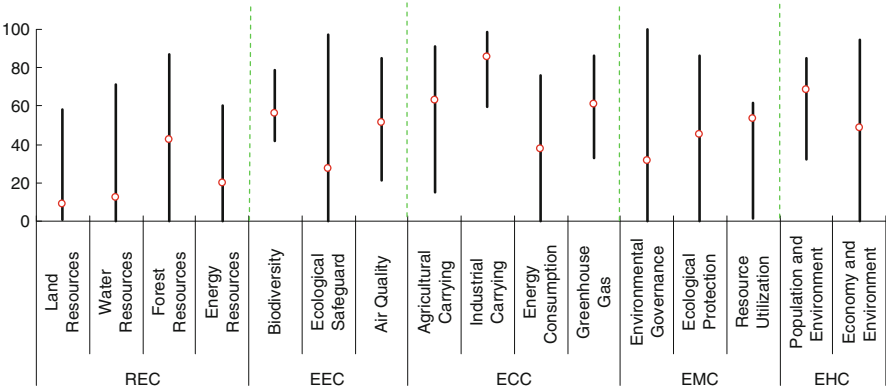 100
80
60
40
20
0
Land
Resources
Water
Resources
Forest
Resources
Energy
Resources
Biodiversity
Ecological
Safeguard
Air Quality
Agricultural
Carrying
Industrial
Carrying
Energy
Consumption
Greenhouse
Gas
Environmental
Governance
Ecological
Protection
Resource
Utilization
Population and
Environment
Economy and
Environment
REC
EEC
ECC
EMC
EHC